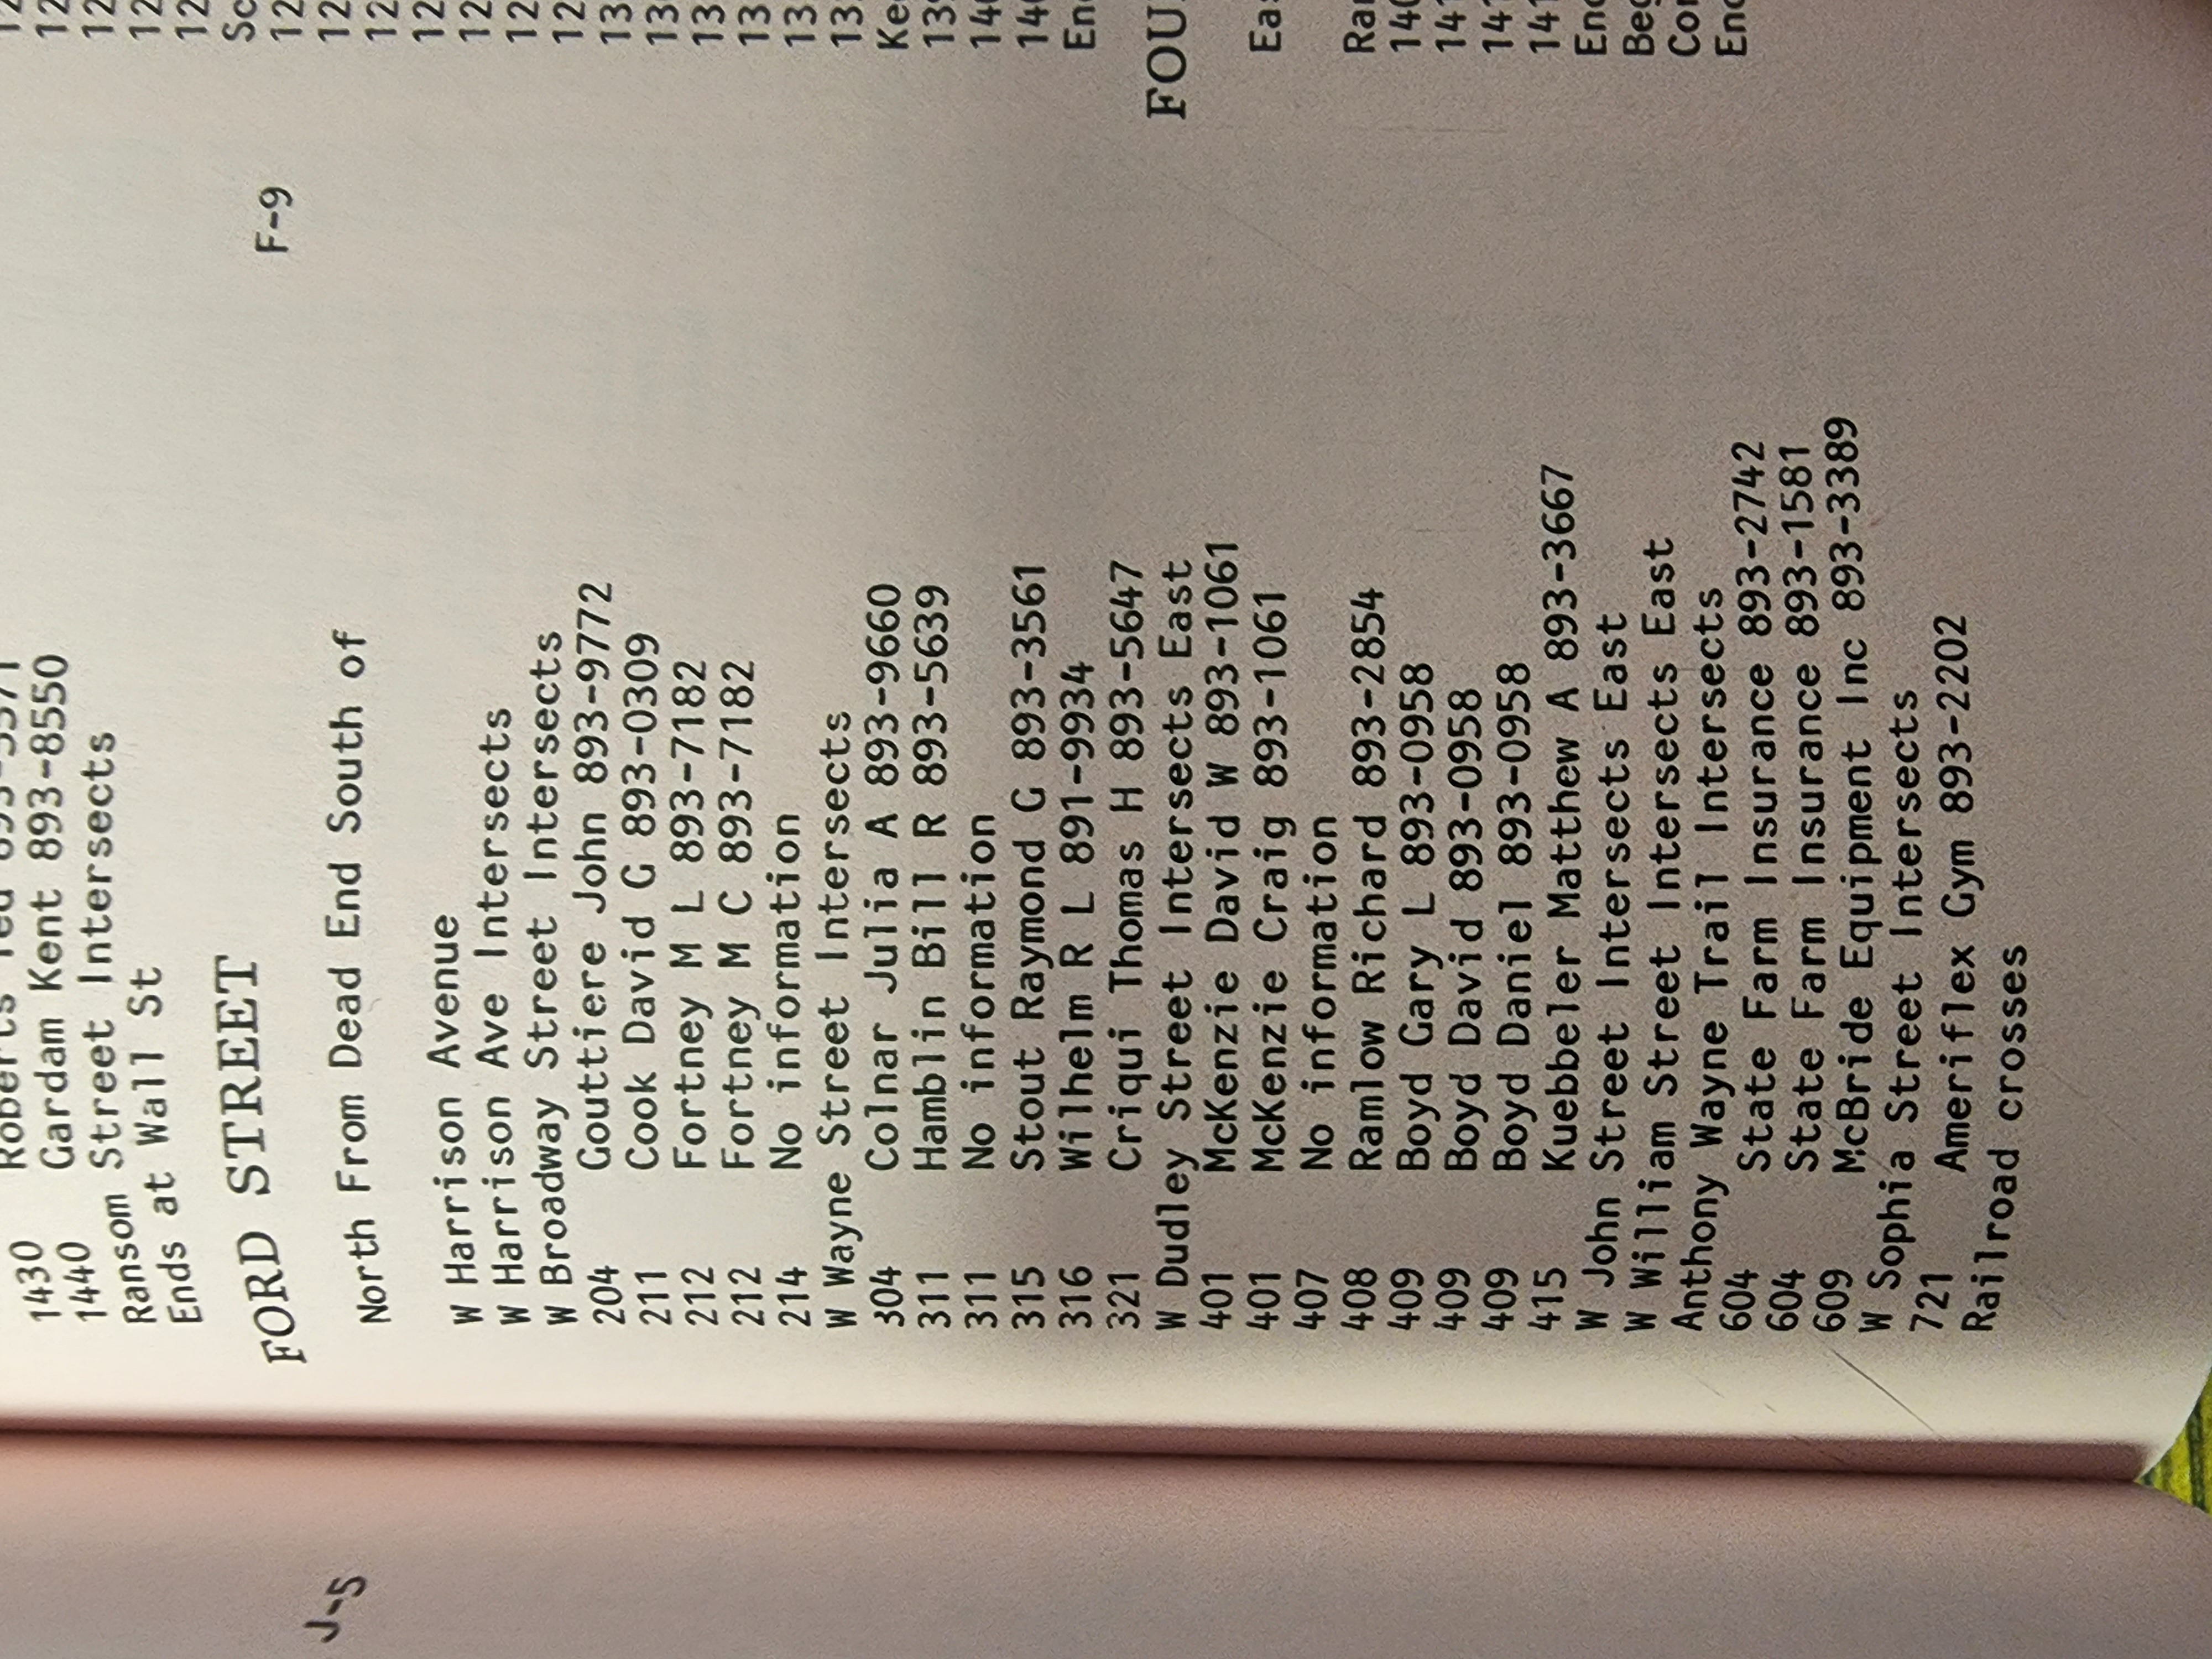 J-5
1430 Roberts Ted
1440 Gardam Kent 893-8550
Ransom Street Intersects
Ends at Wall St
FORD STREET F-9
North From Dead End South of
W Harrison Avenue
W Harrison Ave Intersects
W Broadway Street Intersects
204 Gouttiere John 893-9772
211 Cook David G 893-0309
212 Fortney M L 893-7182
212 Fortney M C 893-7182
214 No information
W Wayne Street Intersects
304 Colnar Julia A 893-9660
311 Hamblin Bill R 893-5639
311 No information
315 Stout Raymond G 893-3561
316 Wilhelm R L 891-9934
321 Criqui Thomas H 893-5647
W Dudley Street Intersects East
401 McKenzie David W 893-1061
401 McKenzie Craig 893-1061
407 No information
408 Ramlow Richard 893-2854
409 Boyd Gary L 893-0958
409 Boyd David 893-0958
409 Boyd Daniel 893-0958
415 Kuebbeler Matthew A 893-3667
W John Street Intersects East
W William Street Intersects East
Anthony Wayne Trail Intersects
604 State Farm Insurance 893-2742
604 State Farm Insurance 893-1581
609 McBride Equipment Inc 893-3389
W Sophia Street Intersects
721 Ameriflex Gym 893-2202
Railroad crosses